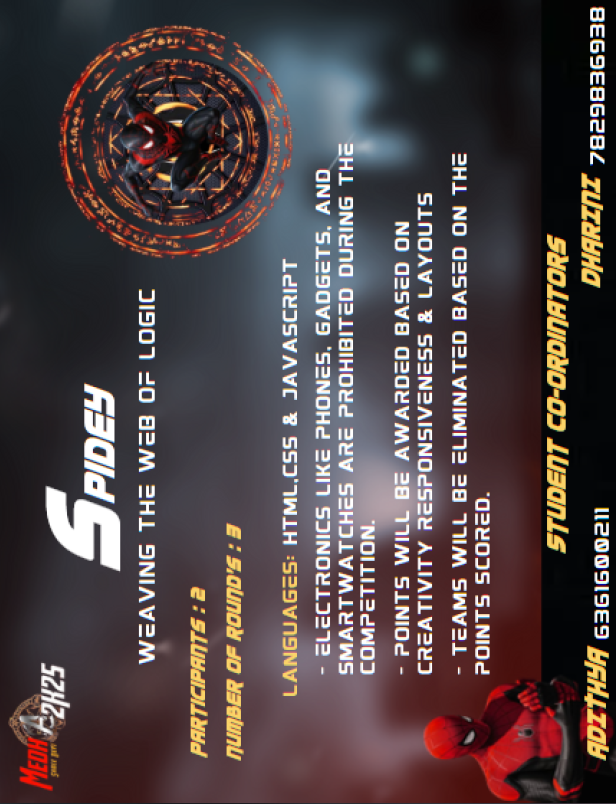 MEDHA 2K25
SPIDEY
WEAVING THE WEB OF LOGIC
PARTICIPANTS : 2
NUMBER OF ROUND'S : 3
LANGUAGES: HTML,CSS & JAVASCRIPT
- ELECTRONICS LIKE PHONES, GADGETS, AND
SMARTWATCHES ARE PROHIBITED DURING THE
COMPETITION.
- POINTS WILL BE AWARDED BASED ON
CREATIVITY RESPONSIVENESS & LAYOUTS
- TEAMS WILL BE ELIMINATED BASED ON THE
POINTS SCORED.
STUDENT CO-ORDINATORS
ADITHYA 6361600211
DHARINI 7829836938